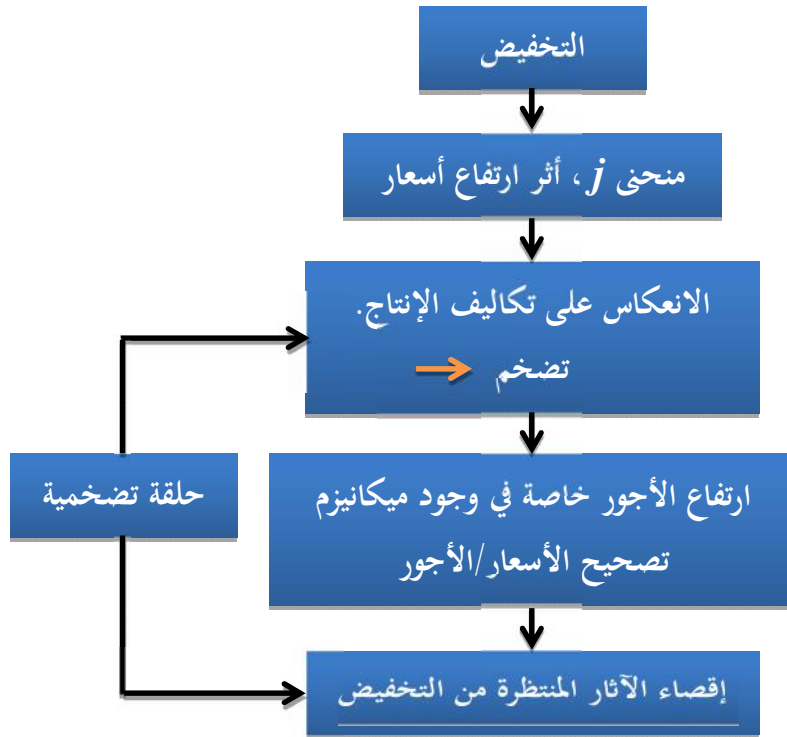 التخفيض
منحنى j، أثر ارتفاع أسعار
الانعكاس على تكاليف الإنتاج.
تضخم
ارتفاع الأجور خاصة في وجود ميكانيزم
تصحيح الأسعار/الأجور
حلقة تضخمية
إقصاء الآثار المنتظرة من التخفيض